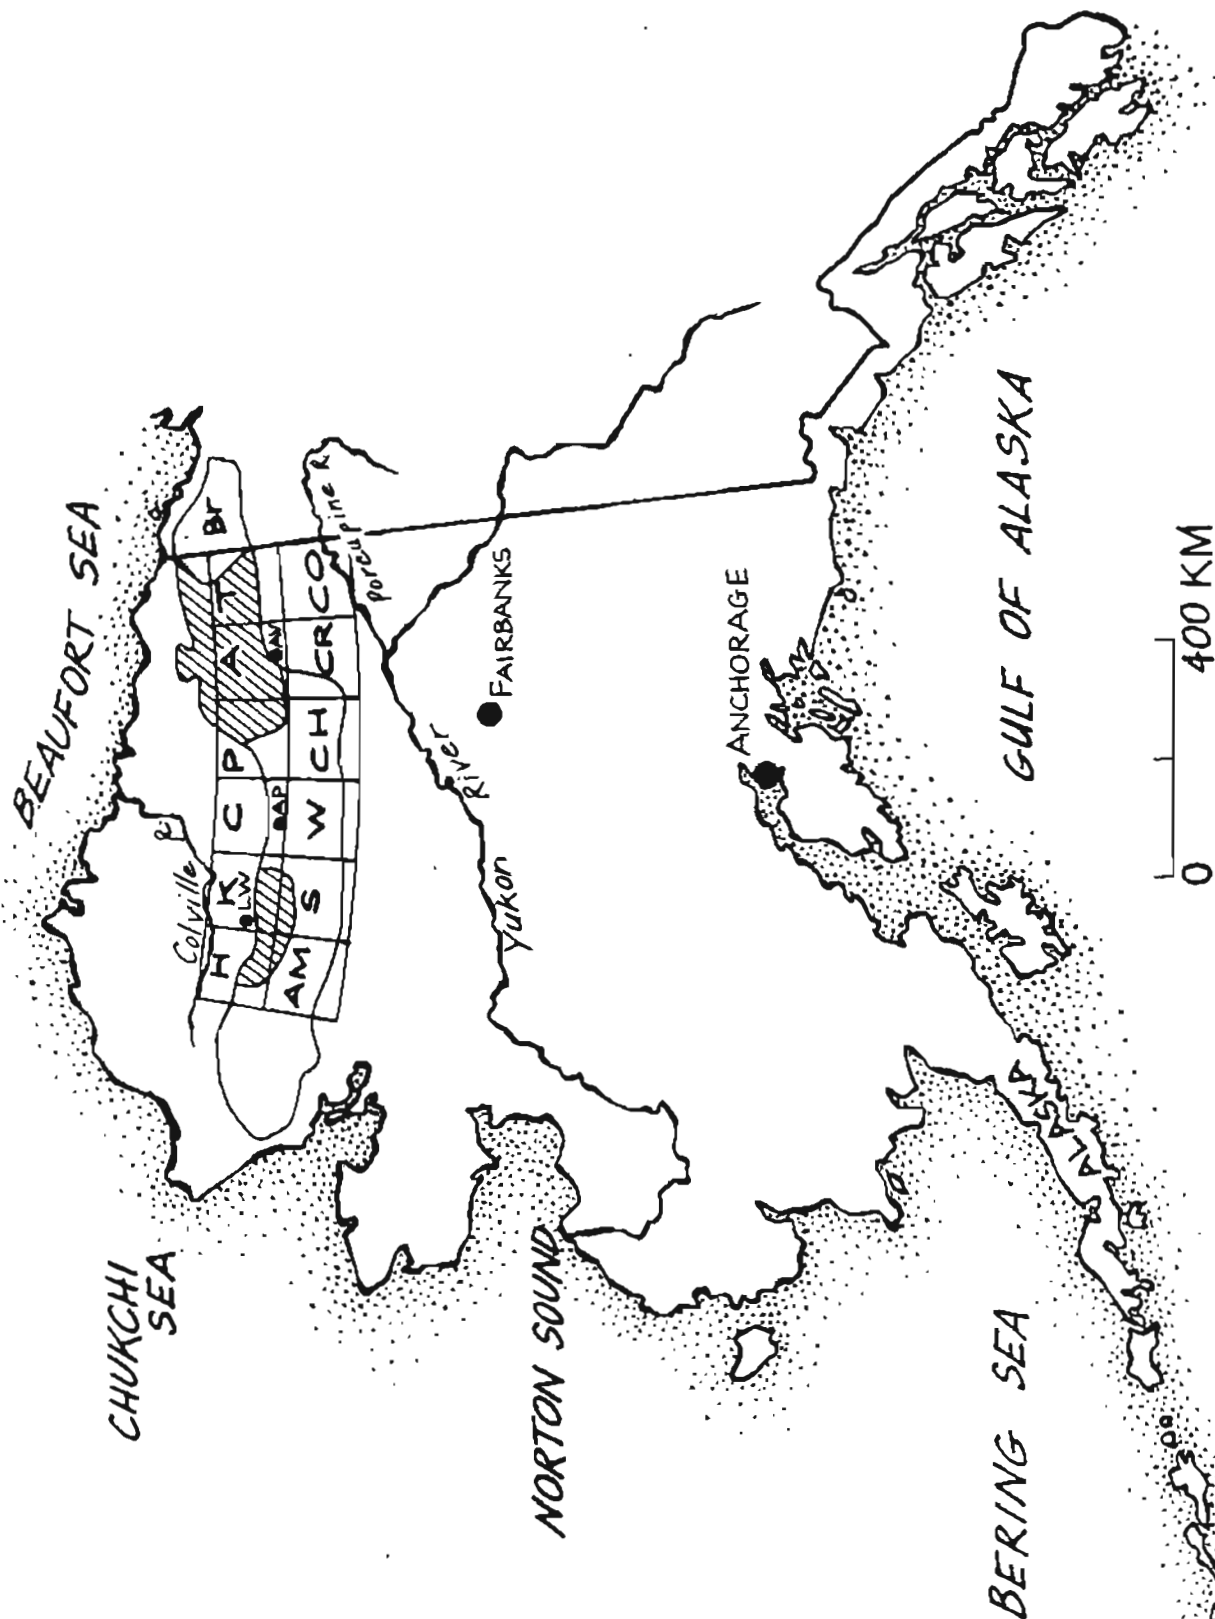 BEAUFORT SEA
CHUKCHI
SEA
Colville
R
H
K
C
P
A
T
Br
LW
AP
AV
AM
S
W
CH
CR
CO
Porcupine R
Yukon
River
FAIRBANKS
ANCHORAGE
NORTON SOUND
BERING SEA
GULF OF ALASKA
0
400 KM